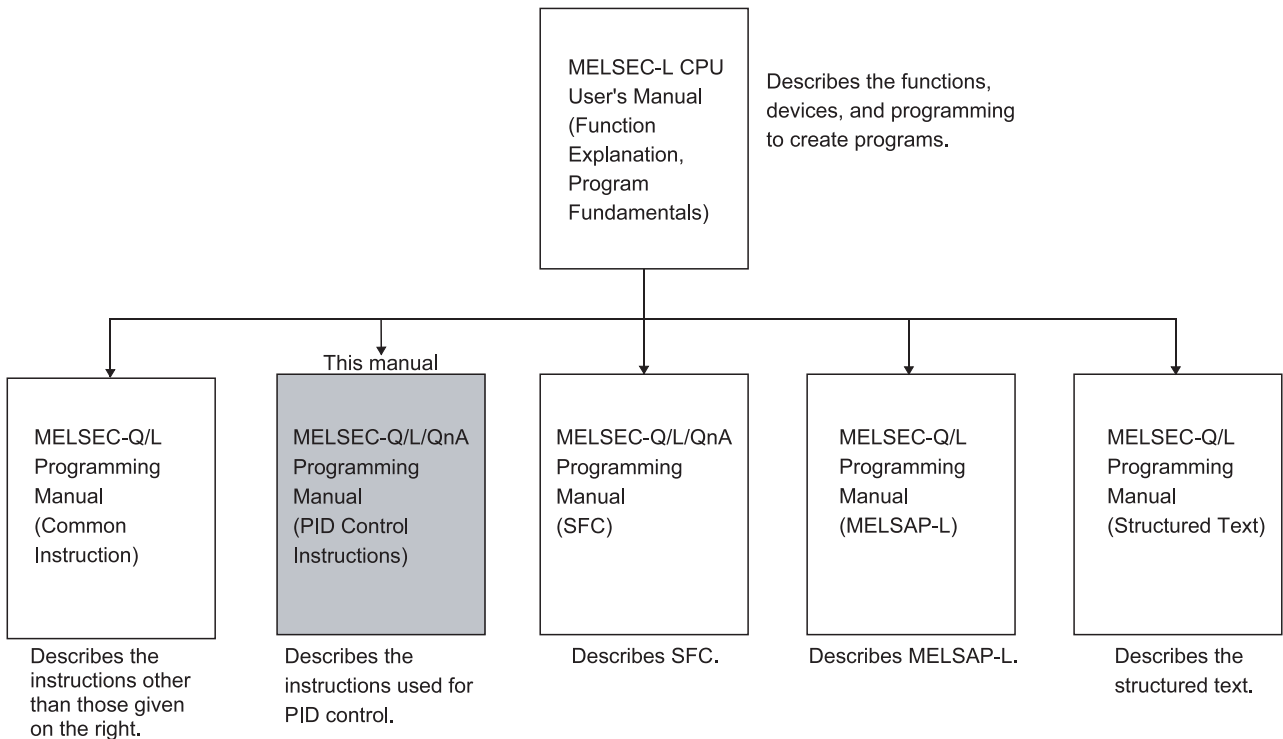 MELSEC-L CPU
User's Manual
(Function
Explanation,
Program
Fundamentals)
Describes the functions,
devices, and programming
to create programs.
This manual
MELSEC-Q/L
Programming
Manual
(Common
Instruction)
MELSEC-Q/L/QnA
Programming
Manual
(PID Control
Instructions)
MELSEC-Q/L/QnA
Programming
Manual
(SFC)
MELSEC-Q/L
Programming
Manual
(MELSAP-L)
MELSEC-Q/L
Programming
Manual
(Structured Text)
Describes the
instructions other
than those given
on the right.
Describes the
instructions used for
PID control.
Describes SFC.
Describes MELSAP-L.
Describes the
structured text.